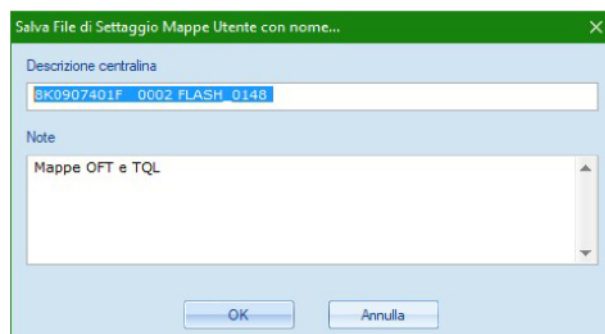 Salva File di Settaggio Mappe Utente con nome...
Descrizione centralina
8K0907401F   0002 FLASH_0148
Note
Mappe OFT e TQL
OK Annulla